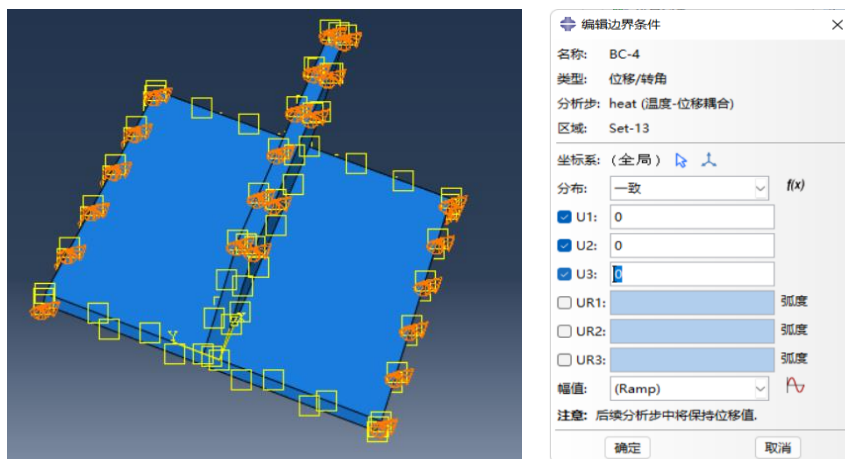 编辑边界条件
名称: BC-4
类型: 位移/转角
分析步: heat (温度-位移耦合)
区域: Set-13
坐标系: (全局)
分布: 一致 f(x)
U1: 0
U2: 0
U3: 0
UR1: 弧度
UR2: 弧度
UR3: 弧度
幅值: (Ramp)
注意: 后续分析步中将保持位移值.
确定 取消
Y
X